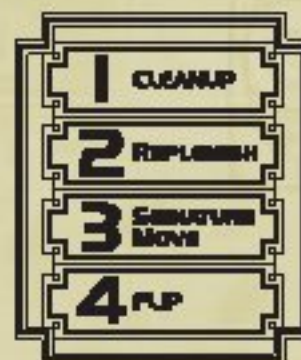 1 CLEANUP
2 REPLENISH
3 SIGNATURE
MOVE
4 FLIP